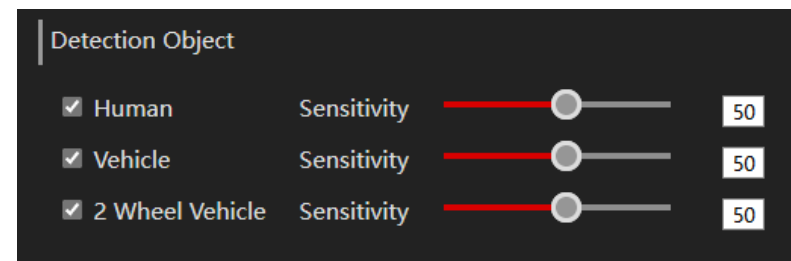 Detection Object
Human Sensitivity 50
Vehicle Sensitivity 50
2 Wheel Vehicle Sensitivity 50